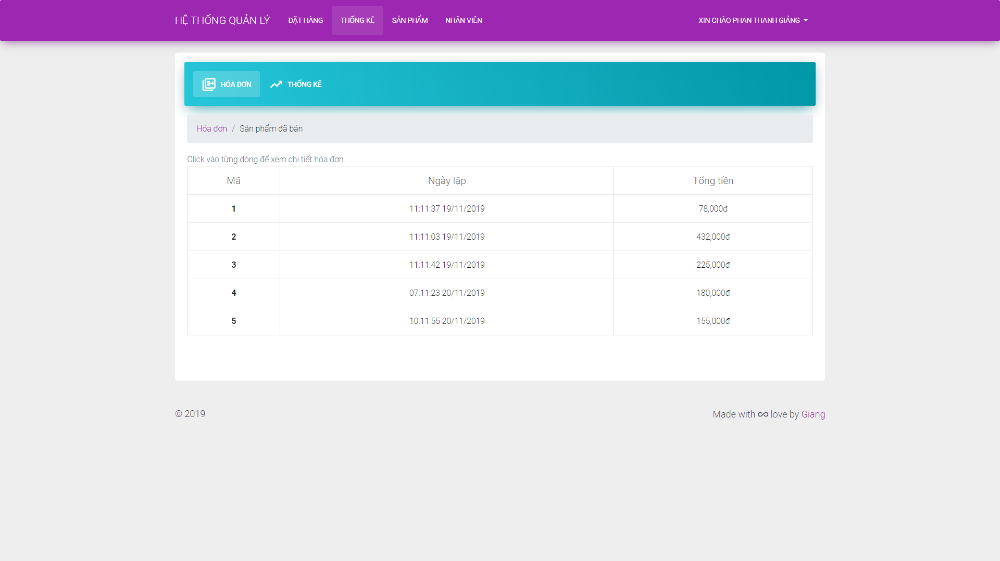 HỆ THỐNG QUẢN LÝ ĐẶT HÀNG THỐNG KÊ SẢN PHẨM NHÂN VIÊN XIN CHÀO PHAN THANH GIẢNG
9+ HÓA ĐƠN THỐNG KÊ
Hóa đơn / Sản phẩm đã bán
Click vào từng dòng để xem chi tiết hóa đơn.
Mã Ngày lập Tổng tiền
1 11:11:37 19/11/2019 78,000đ
2 11:11:03 19/11/2019 432,000đ
3 11:11:42 19/11/2019 225,000đ
4 07:11:23 20/11/2019 180,000đ
5 10:11:55 20/11/2019 155,000đ
© 2019 Made with love by Giang